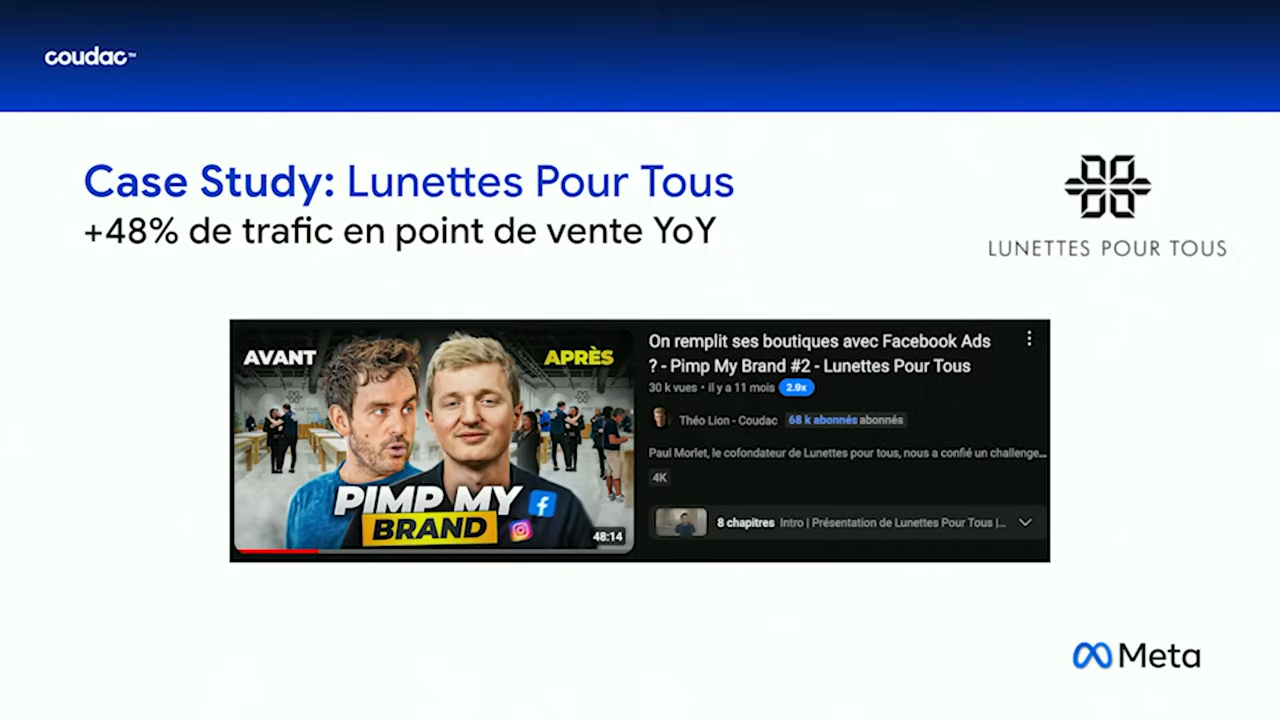 coudac™
Case Study: Lunettes Pour Tous
+48% de trafic en point de vente YoY
LUNETTES POUR TOUS
AVANT
APRÈS
PIMP MY
BRAND
48:14
On remplit ses boutiques avec Facebook Ads
? - Pimp My Brand #2 - Lunettes Pour Tous
30 k vues • il y a 11 mois 2.9x
Théo Lion - Coudac 68 k abonnés abonnés
Paul Morlet, le cofondateur de Lunettes pour tous, nous a confié un challenge...
4K
8 chapitres Intro | Présentation de Lunettes Pour Tous |...
Meta